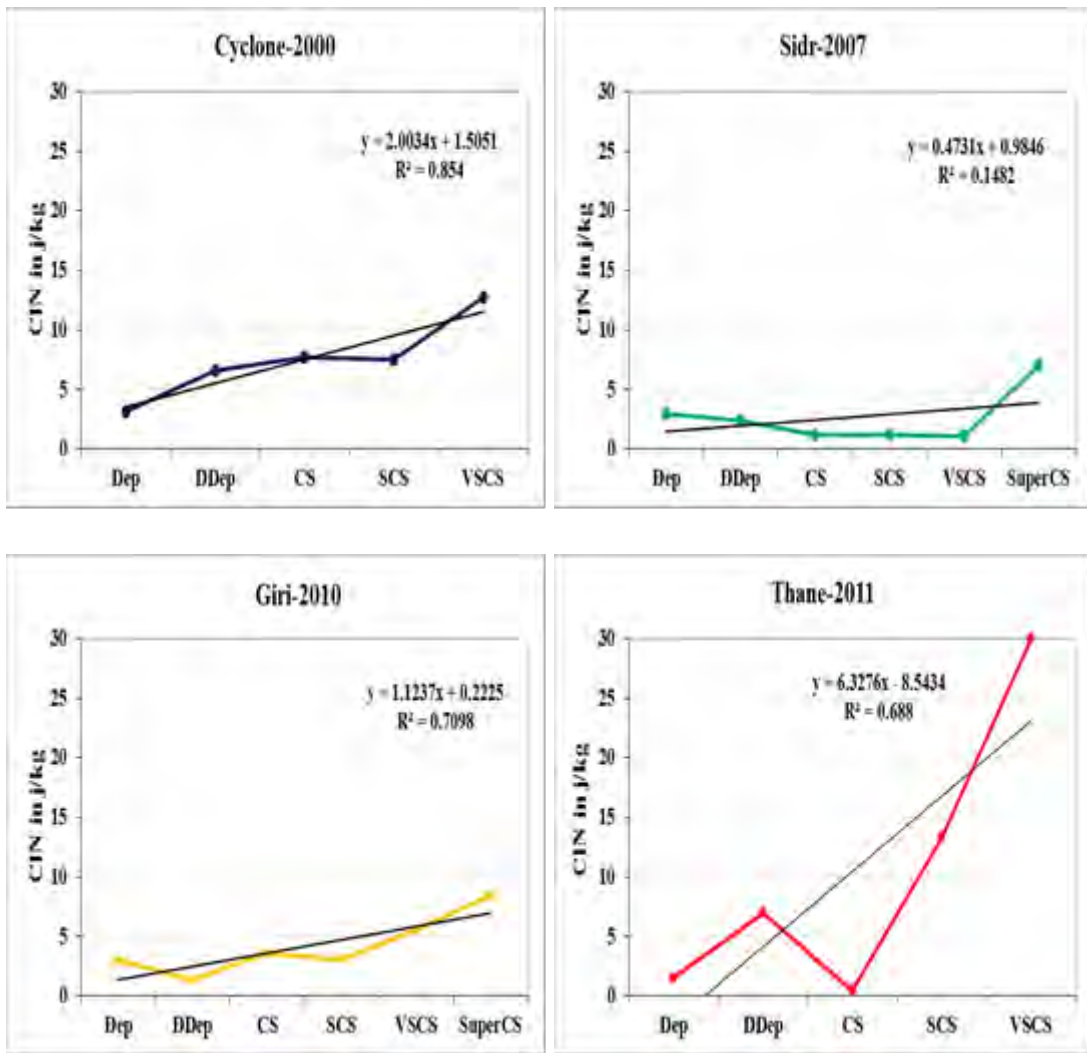 Cyclone-2000
30
25
20
15
10
5
0
CIN in j/kg
y = 2.0034x + 1.5051
R² = 0.854
Dep DDep CS SCS VSCS
Sidr-2007
30
25
20
15
10
5
0
CIN in j/kg
y = 0.4731x + 0.9846
R² = 0.1482
Dep DDep CS SCS VSCS SuperCS
Giri-2010
30
25
20
15
10
5
0
CIN in j/kg
y = 1.1237x + 0.2225
R² = 0.7098
Dep DDep CS SCS VSCS SuperCS
Thane-2011
30
25
20
15
10
5
0
CIN in j/kg
y = 6.3276x - 8.5434
R² = 0.688
Dep DDep CS SCS VSCS